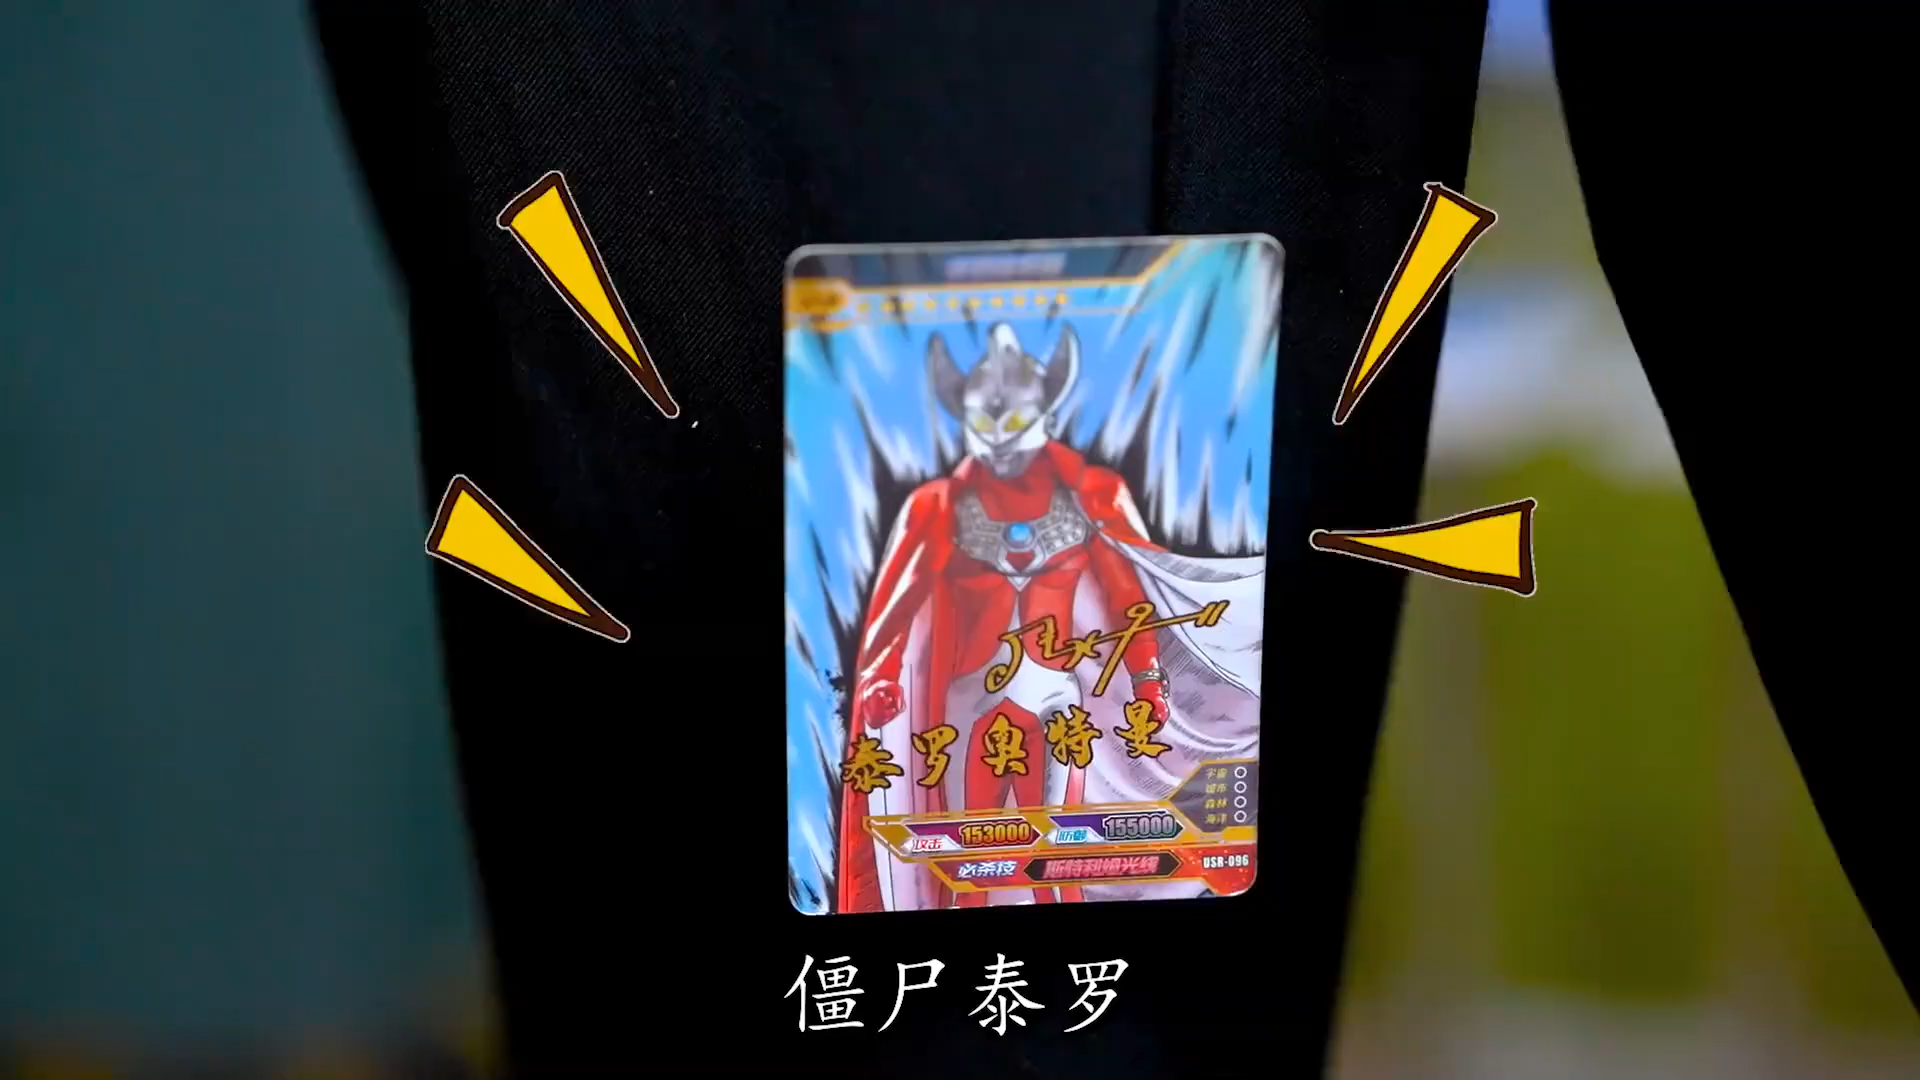 泰罗奥特曼
宇宙
城市
森林
海洋
攻击 153000 防御 155000
必杀技 斯特利姆光线
USR-096
僵尸泰罗